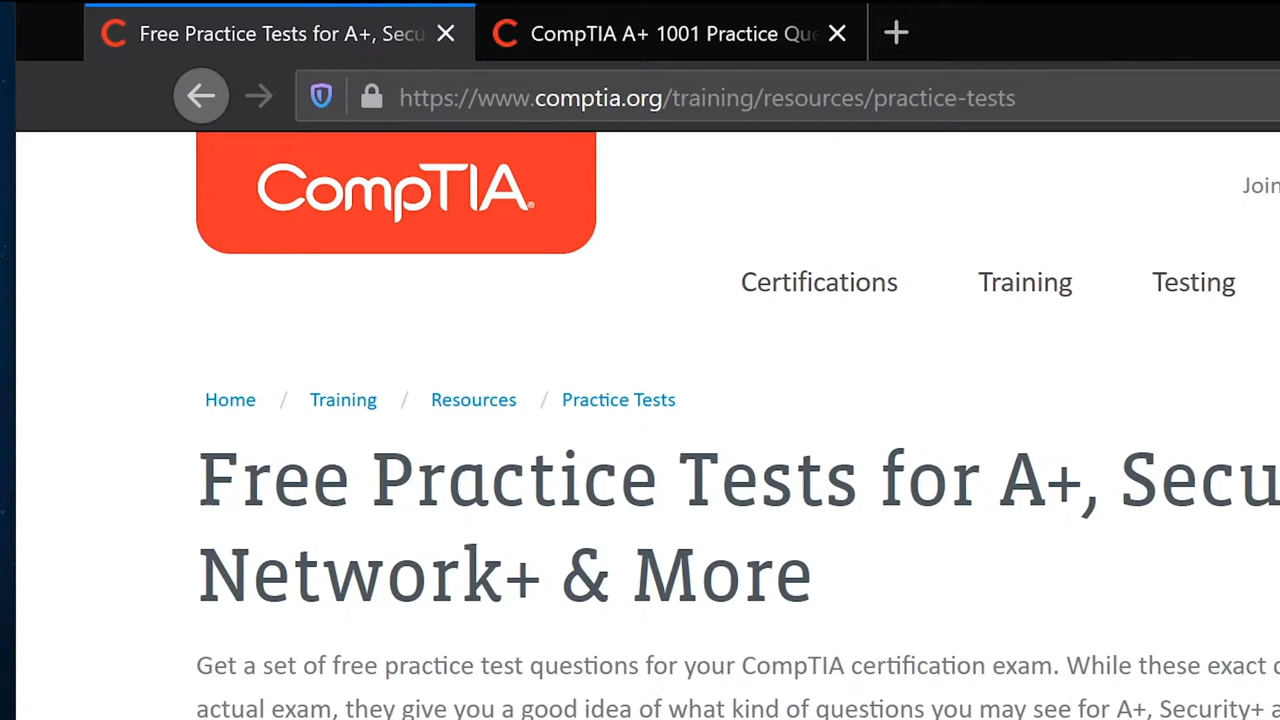 Free Practice Tests for A+, Secu
CompTIA A+ 1001 Practice Que
https://www.comptia.org/training/resources/practice-tests
CompTIA®
Join
Certifications Training Testing
Home / Training / Resources / Practice Tests
Free Practice Tests for A+, Secu
Network+ & More
Get a set of free practice test questions for your CompTIA certification exam. While these exact
actual exam, they give you a good idea of what kind of questions you may see for A+, Security+ a